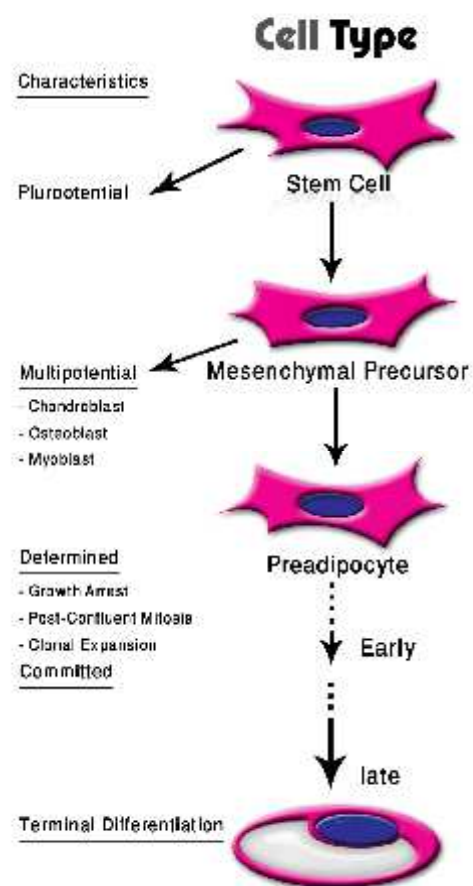 Cell Type
Characteristics
Plurpotential
Stem Cell
Multipotential
- Chondroblast
- Osteoblast
- Myoblast
Mesenchymal Precursor
Determined
- Growth Arrest
- Post-Confluent Mitosis
- Clonal Expansion
Committed
Preadipocyte
Early
late
Terminal Differentiation